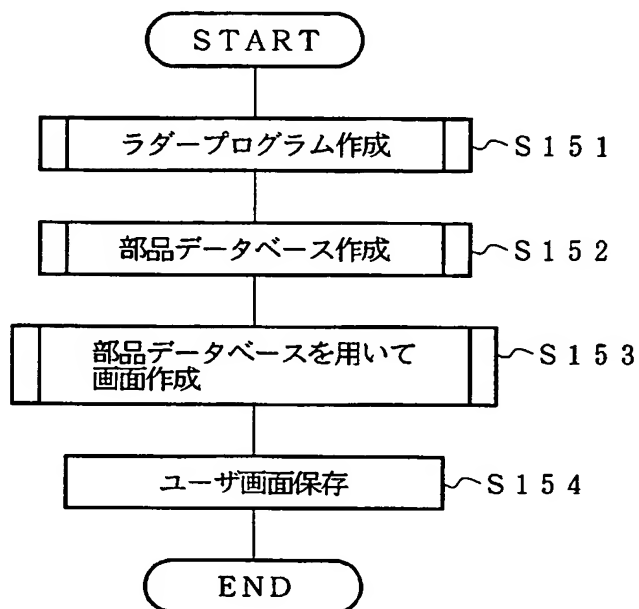 START
ラダープログラム作成
S151
部品データベース作成
S152
部品データベースを用いて
画面作成
S153
ユーザ画面保存
S154
END